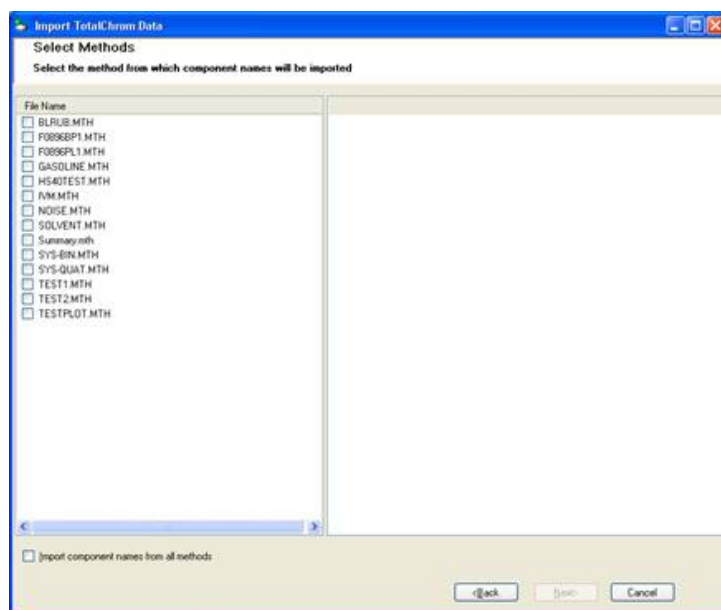 Import TotalChrom Data
Select Methods
Select the method from which component names will be imported
File Name
BLRUB.MTH
F0896BP1.MTH
F0896PL1.MTH
GASOLINE.MTH
HS40TEST.MTH
IVM.MTH
NOISE.MTH
SOLVENT.MTH
Summary.mth
SYS-BIN.MTH
SYS-QUAT.MTH
TEST1.MTH
TEST2.MTH
TESTPLOT.MTH
Import component names from all methods
<Back Next> Cancel